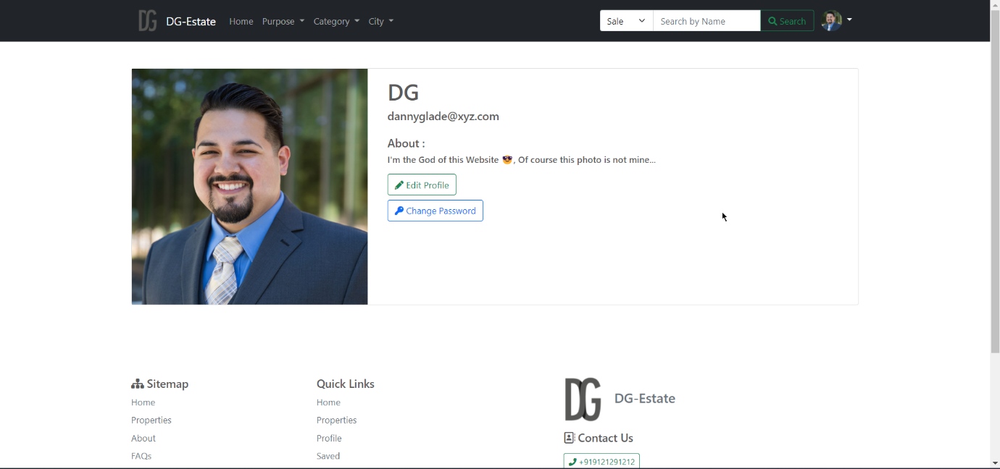 DG DG-Estate Home Purpose Category City Sale Search by Name Search
DG
dannyglade@xyz.com
About :
I'm the God of this Website 😎, Of course this photo is not mine...
Edit Profile
Change Password
Sitemap
Home
Properties
About
FAQs
Quick Links
Home
Properties
Profile
Saved
DG DG-Estate
Contact Us
+919121291212